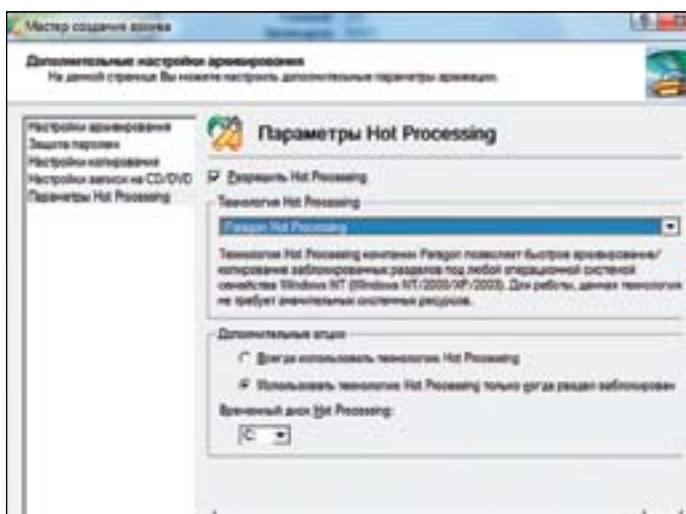 Мастер создания архива
Дополнительные настройки архивирования
На данной странице Вы можете настроить дополнительные параметры архивации.
Настройки архивирования
Защита паролем
Настройки копирования
Настройки записи на CD/DVD
Параметры Hot Processing
Параметры Hot Processing
Разрешить Hot Processing
Технология Hot Processing
Paragon Hot Processing
Технология Hot Processing компании Paragon позволяет быстрое архивирование/
копирование заблокированных разделов под любой операционной системой
семейства Windows NT (Windows NT/2000/XP/2003). Для работы, данная технология
не требует значительных системных ресурсов.
Дополнительные опции
Всегда использовать технологию Hot Processing
Использовать технологию Hot Processing только когда раздел заблокирован
Временный диск Hot Processing:
C: